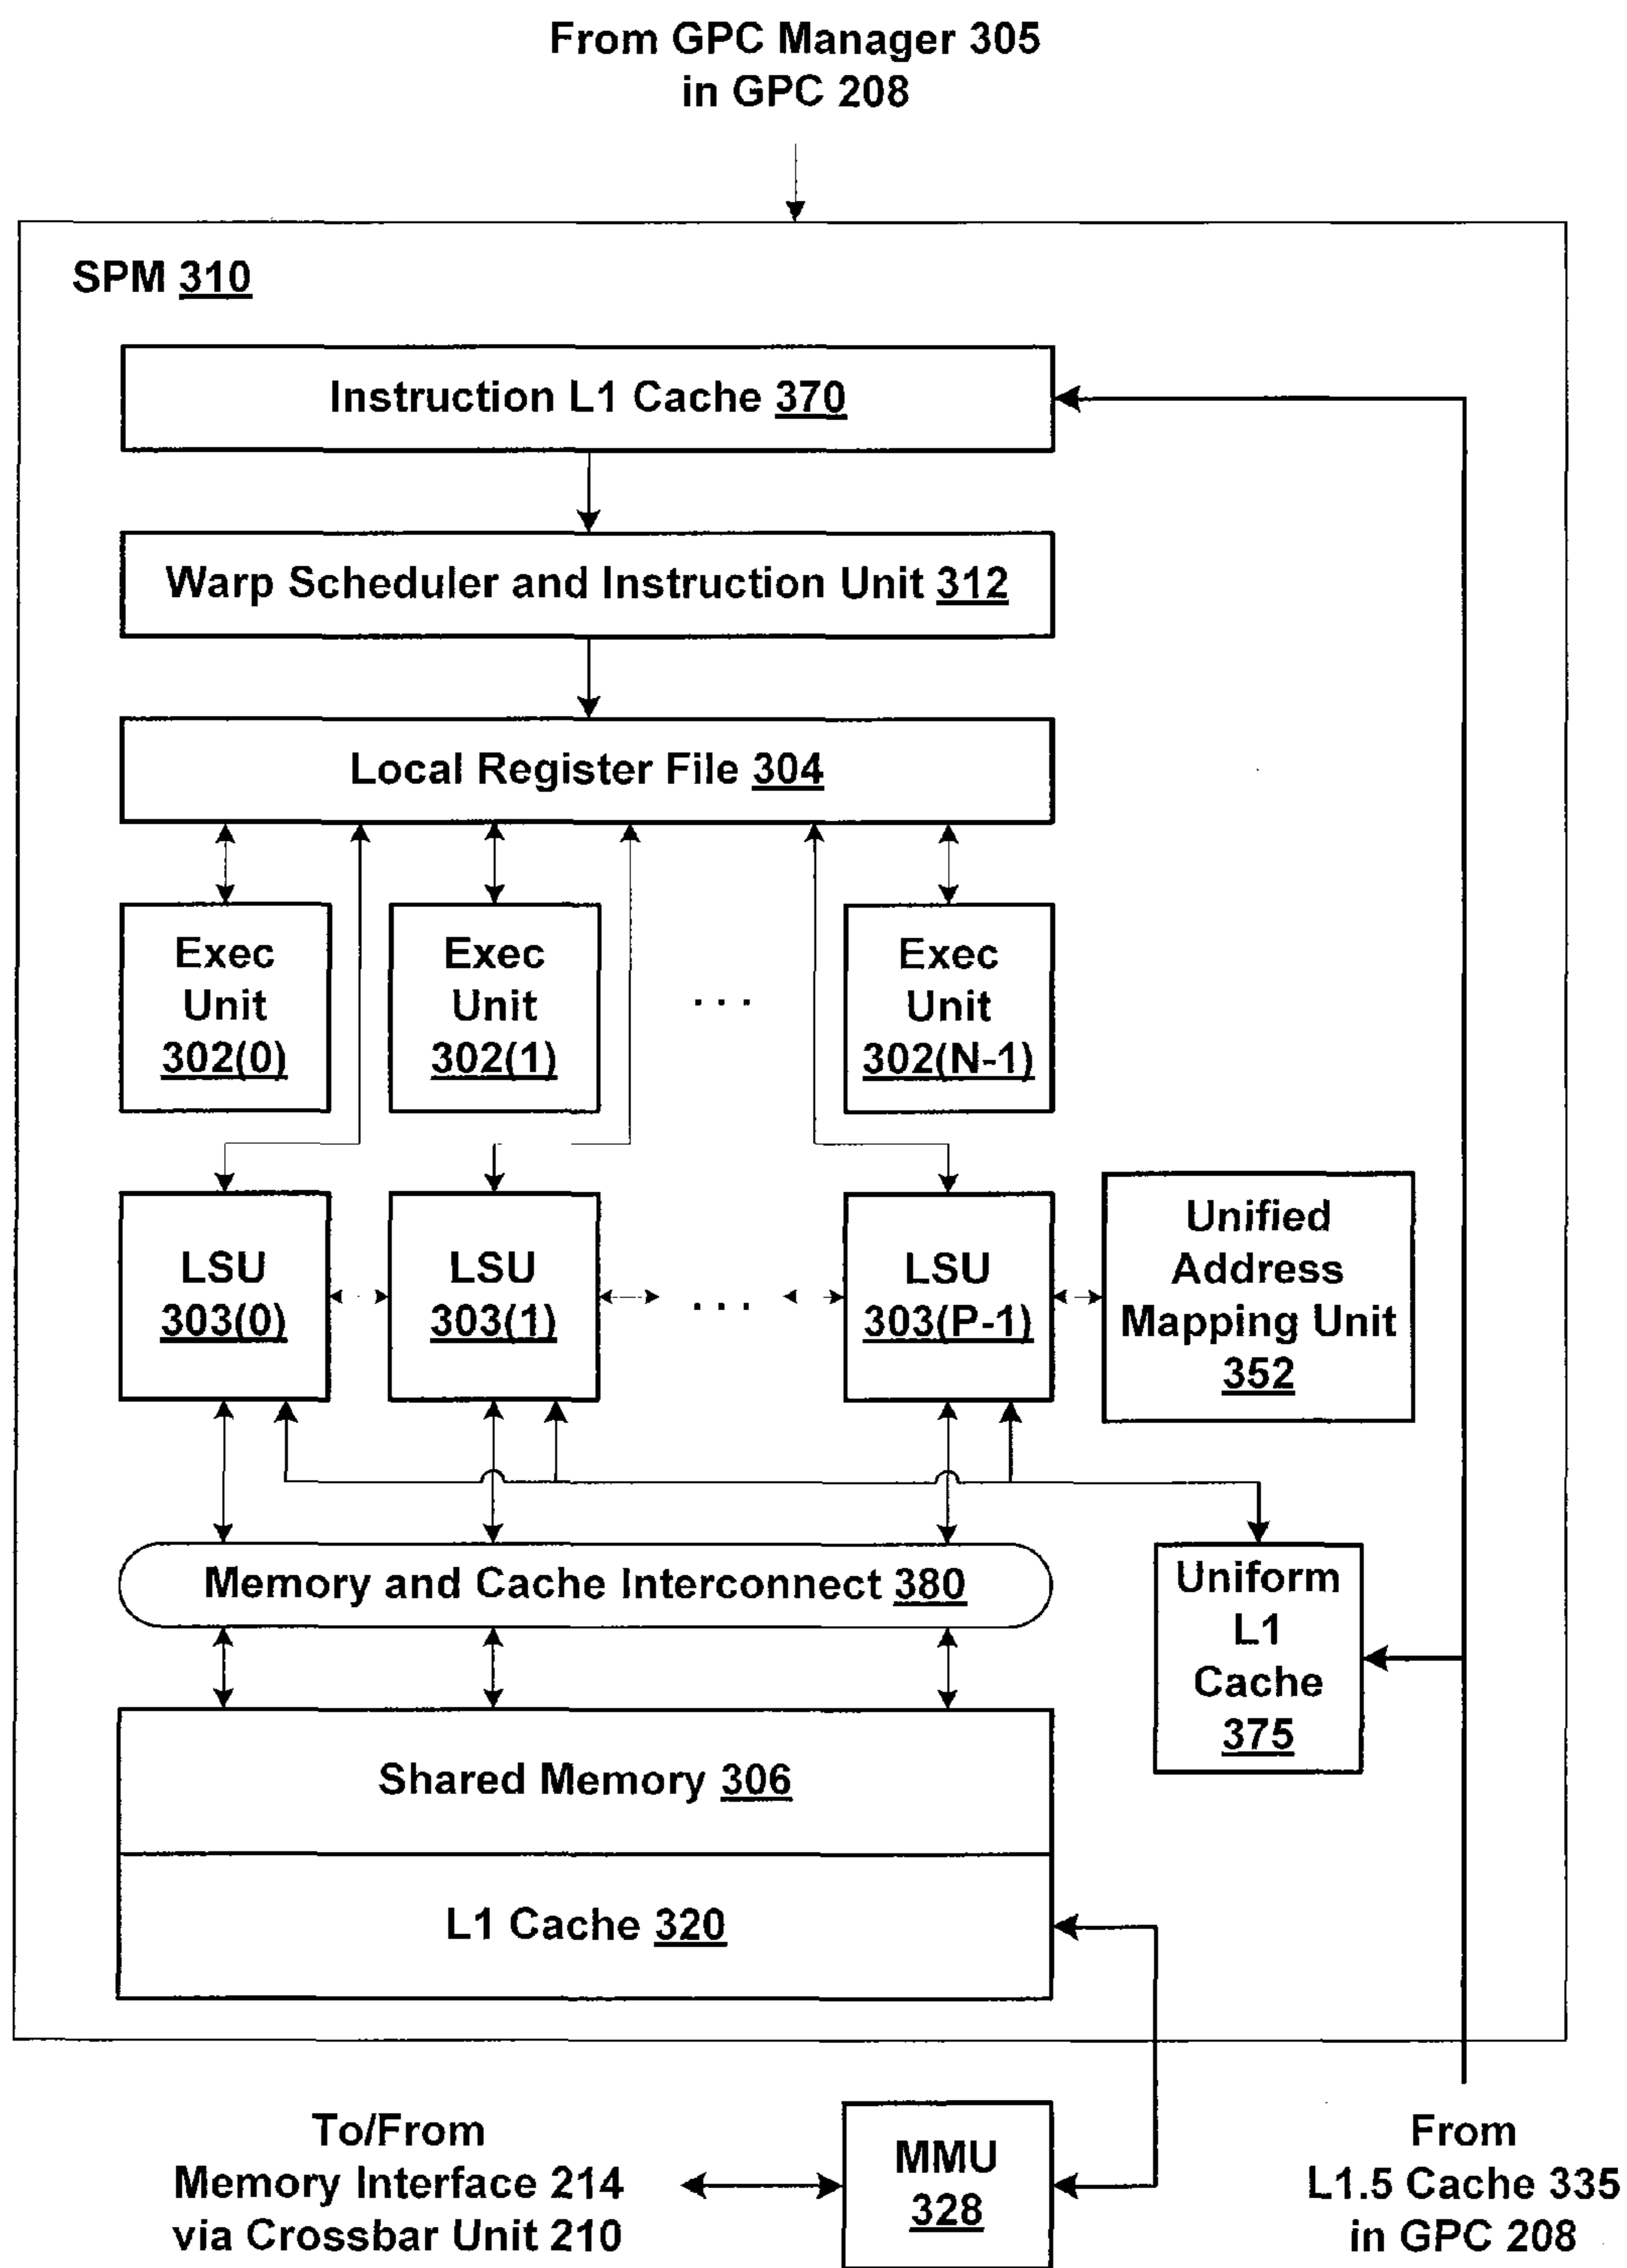 From GPC Manager 305
in GPC 208
SPM 310
Instruction L1 Cache 370
Warp Scheduler and Instruction Unit 312
Local Register File 304
Exec
Unit
302(0)
Exec
Unit
302(1)
. . .
Exec
Unit
302(N-1)
LSU
303(0)
LSU
303(1)
. . .
LSU
303(P-1)
Unified
Address
Mapping Unit
352
Memory and Cache Interconnect 380
Uniform
L1
Cache
375
Shared Memory 306
L1 Cache 320
To/From
Memory Interface 214
via Crossbar Unit 210
MMU
328
From
L1.5 Cache 335
in GPC 208